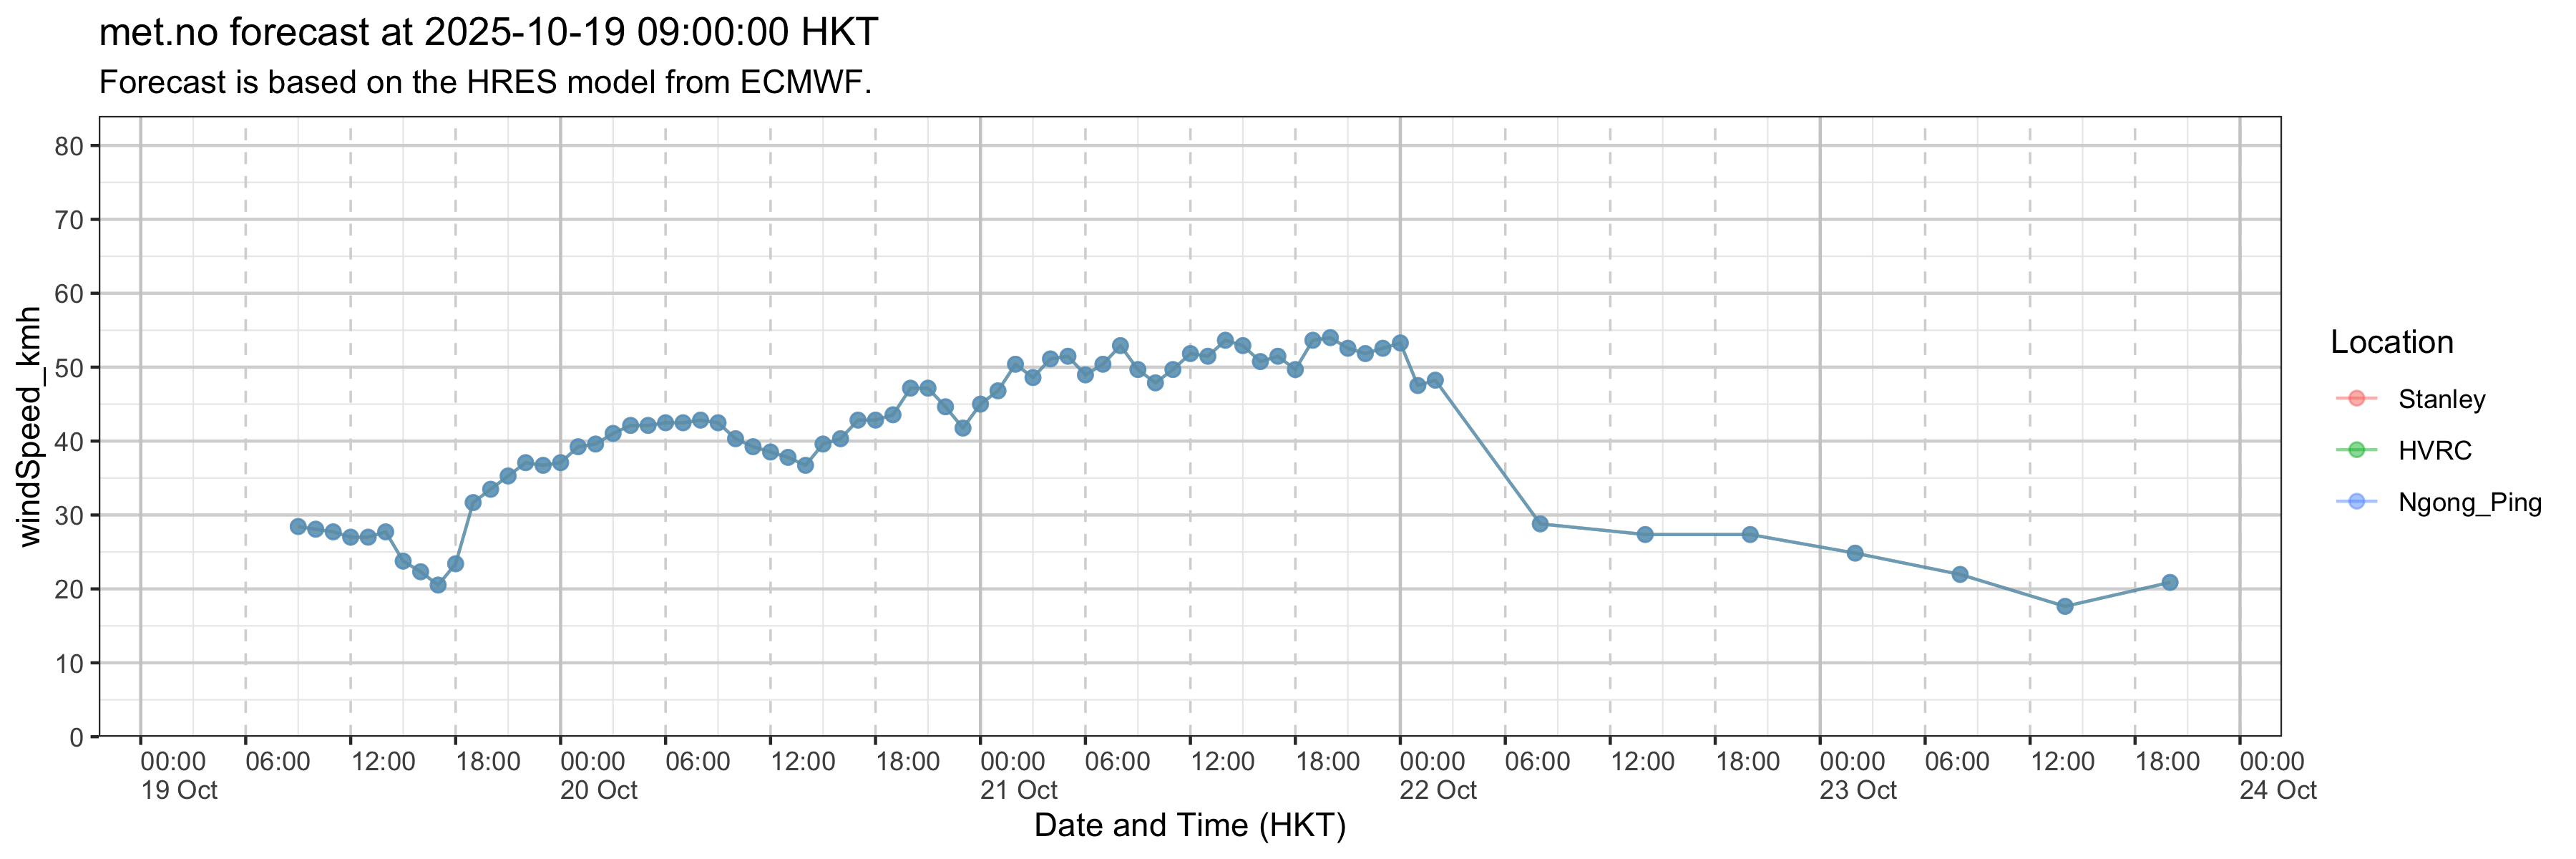 met.no forecast at 2025-10-19 09:00:00 HKT
Forecast is based on the HRES model from ECMWF.
windSpeed_kmh
80
70
60
50
40
30
20
10
0
00:00 06:00 12:00 18:00 00:00 06:00 12:00 18:00 00:00 06:00 12:00 18:00 00:00 06:00 12:00 18:00 00:00 06:00 12:00 18:00 00:00
19 Oct 20 Oct 21 Oct 22 Oct 23 Oct 24 Oct
Date and Time (HKT)
Location
Stanley
HVRC
Ngong_Ping